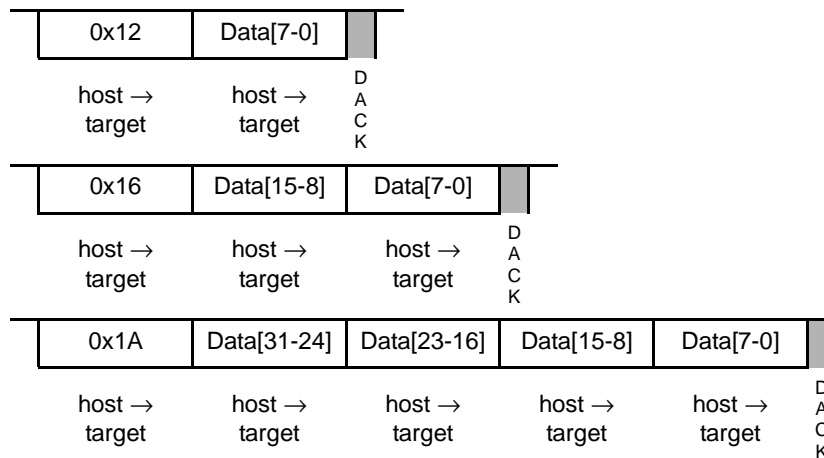 0x12 Data[7-0]
host → host →
target target
D
A
C
K
0x16 Data[15-8] Data[7-0]
host → host → host →
target target target
D
A
C
K
0x1A Data[31-24] Data[23-16] Data[15-8] Data[7-0]
host → host → host → host → host →
target target target target target
D
A
C
K